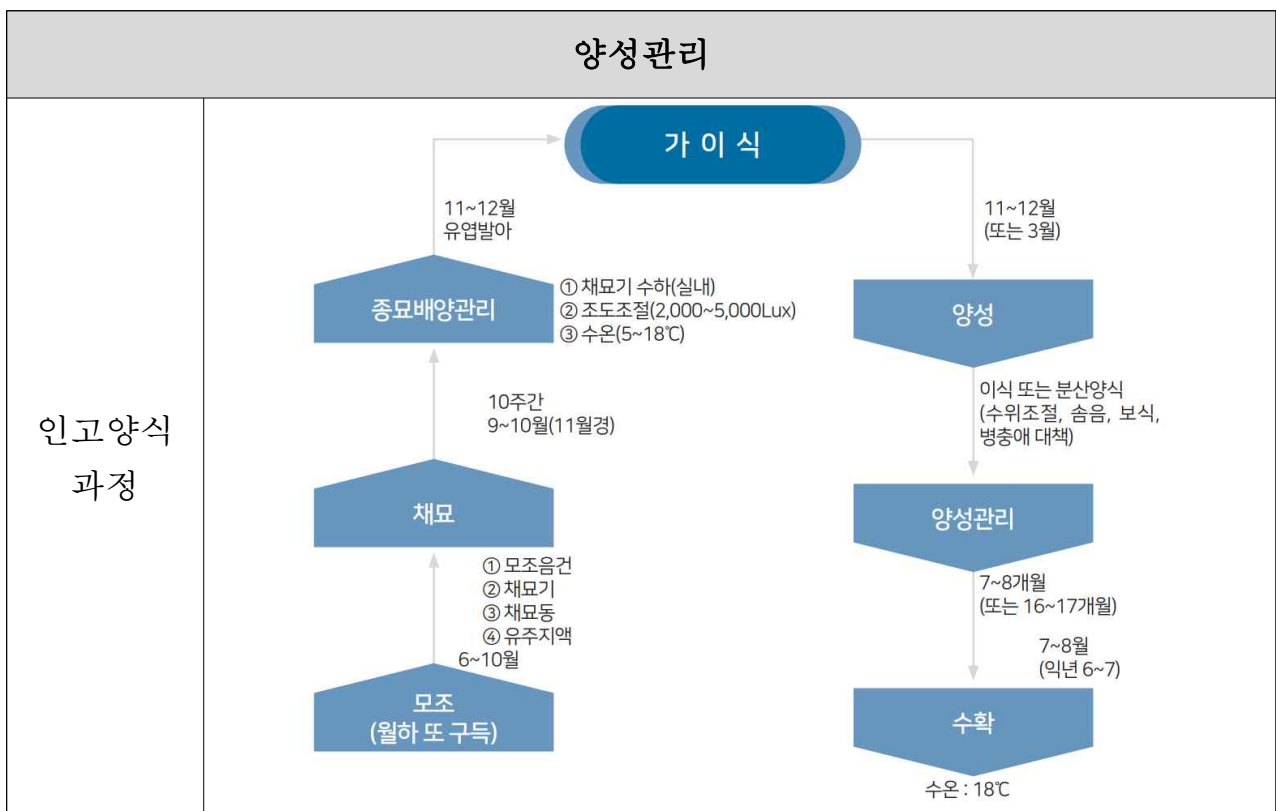 양성관리
인고양식
과정
가 이 식
11~12월
유엽발아
11~12월
(또는 3월)
종묘배양관리
① 채묘기 수하(실내)
② 조도조절(2,000~5,000Lux)
③ 수온(5~18℃)
양성
10주간
9~10월(11월경)
이식 또는 분산양식
(수위조절, 솜음, 보식,
병충애 대책)
채묘
양성관리
① 모조음건
② 채묘기
③ 채묘동
④ 유주지액
6~10월
7~8개월
(또는 16~17개월)
7~8월
(익년 6~7)
모조
(월하 또 구득)
수확
수온 : 18℃